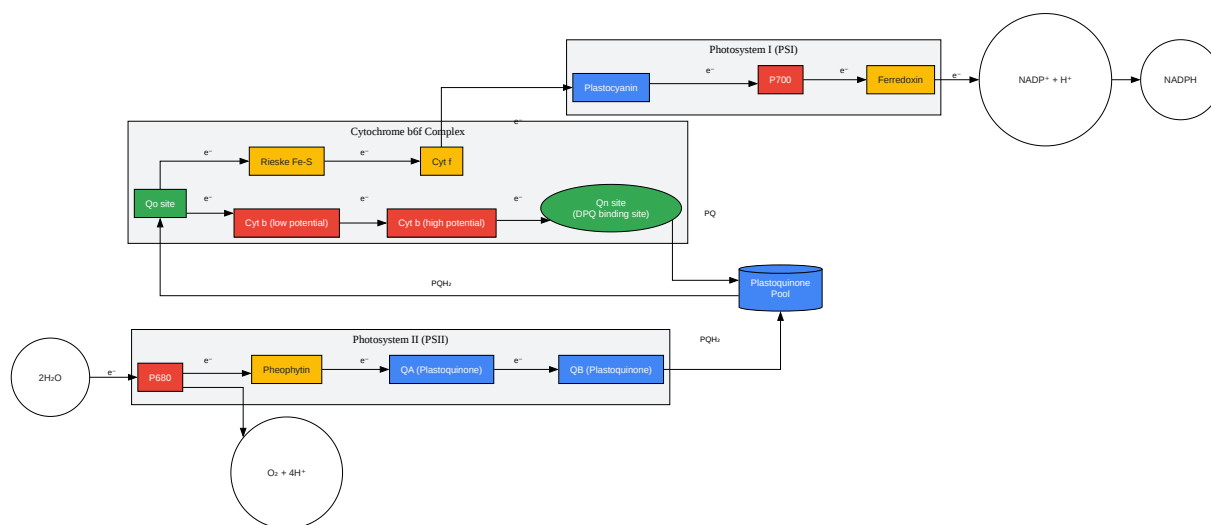 Photosystem I (PSI)
e⁻
e⁻
e⁻
Plastocyanin
P700
Ferredoxin
NADP⁺ + H⁺
NADPH
e⁻
Cytochrome b6f Complex
e⁻
e⁻
Rieske Fe-S
Cyt f
Qo site
e⁻
e⁻
e⁻
Cyt b (low potential)
Cyt b (high potential)
Qn site
(DPQ binding site)
PQ
PQH₂
Plastoquinone
Pool
Photosystem II (PSII)
PQH₂
2H₂O
e⁻
P680
e⁻
Pheophytin
e⁻
QA (Plastoquinone)
e⁻
QB (Plastoquinone)
O₂ + 4H⁺